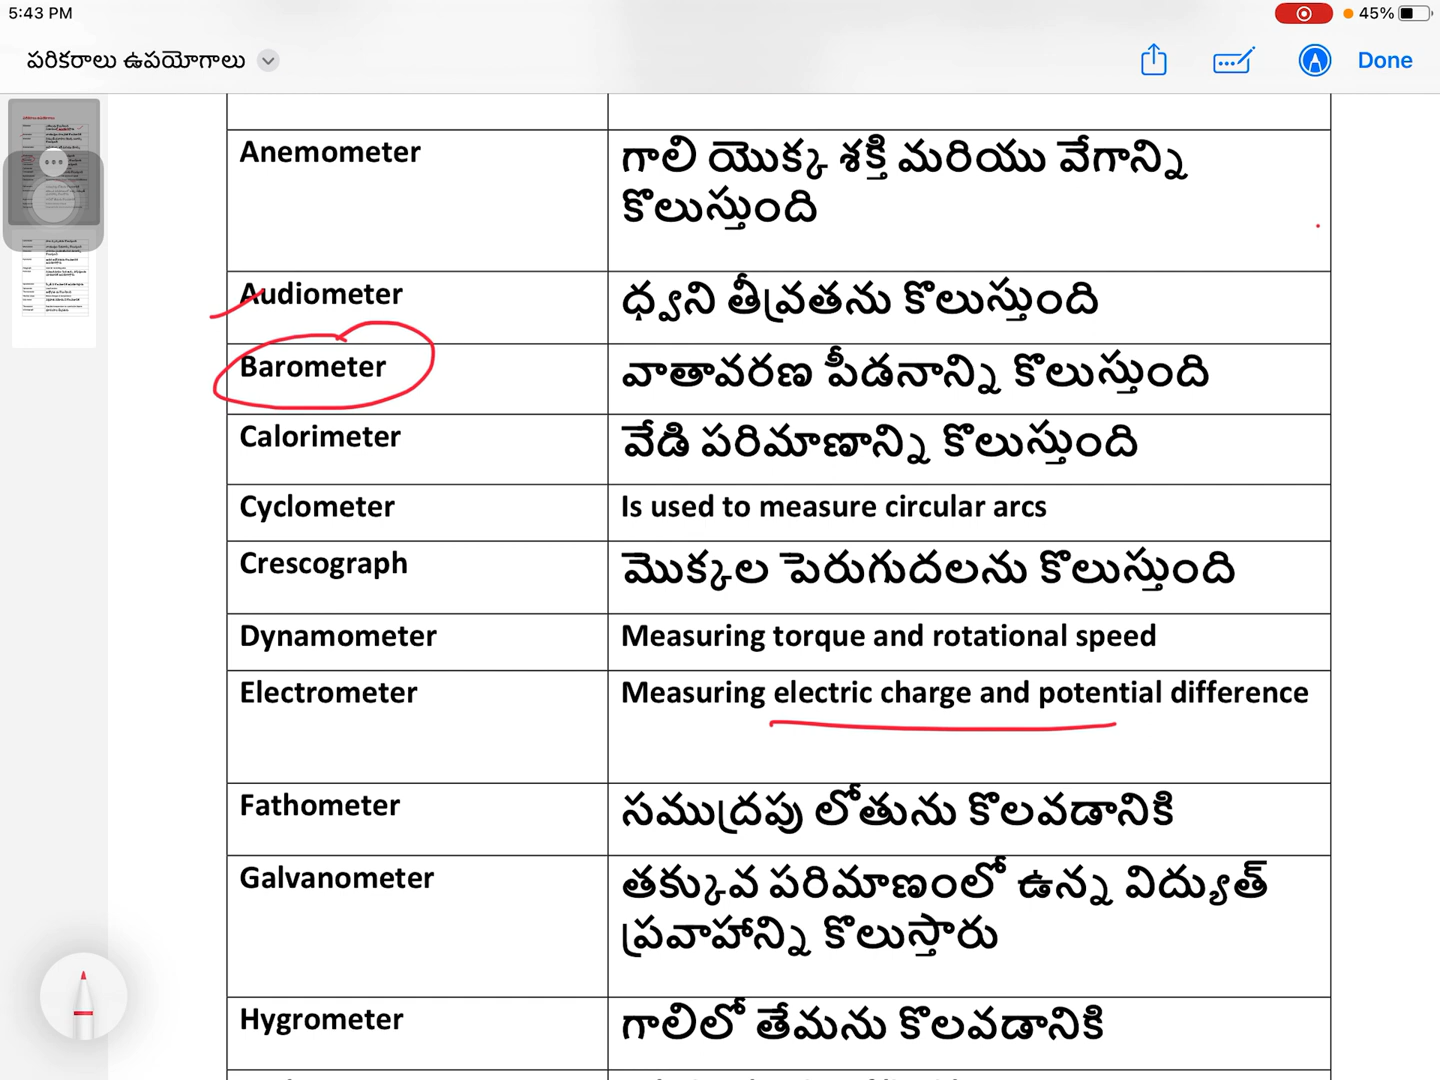 5:43 PM
45%
పరికరాలు ఉపయోగాలు
Done
Anemometer
గాలి యొక్క శక్తి మరియు వేగాన్ని
కొలుస్తుంది
Audiometer
ధ్వని తీవ్రతను కొలుస్తుంది
Barometer
వాతావరణ పీడనాన్ని కొలుస్తుంది
Calorimeter
వేడి పరిమాణాన్ని కొలుస్తుంది
Cyclometer
Is used to measure circular arcs
Crescograph
మొక్కల పెరుగుదలను కొలుస్తుంది
Dynamometer
Measuring torque and rotational speed
Electrometer
Measuring electric charge and potential difference
Fathometer
సముద్రపు లోతును కొలవడానికి
Galvanometer
తక్కువ పరిమాణంలో ఉన్న విద్యుత్
ప్రవాహాన్ని కొలుస్తారు
Hygrometer
గాలిలో తేమను కొలవడానికి